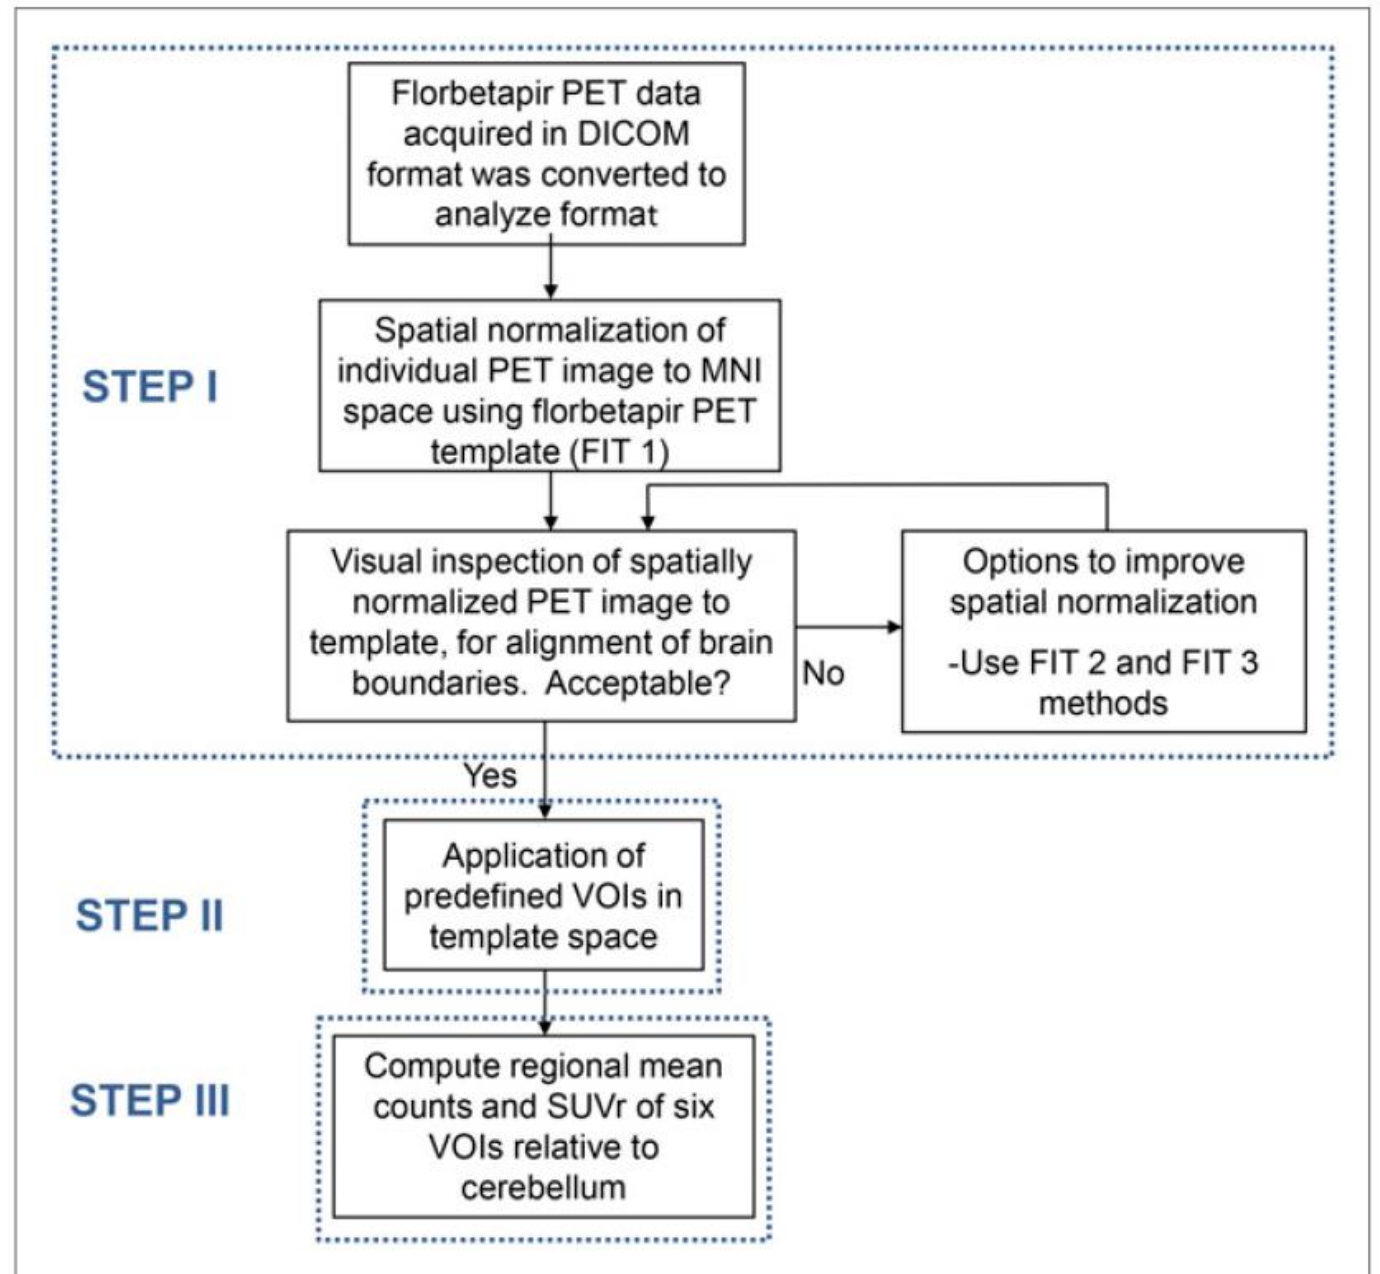 Florbetapir PET data
acquired in DICOM
format was converted to
analyze format
STEP I
Spatial normalization of
individual PET image to MNI
space using florbetapir PET
template (FIT 1)
Visual inspection of spatially
normalized PET image to
template, for alignment of brain
boundaries.  Acceptable?
No
Options to improve
spatial normalization
-Use FIT 2 and FIT 3
methods
Yes
STEP II
Application of
predefined VOIs in
template space
STEP III
Compute regional mean
counts and SUVr of six
VOIs relative to
cerebellum